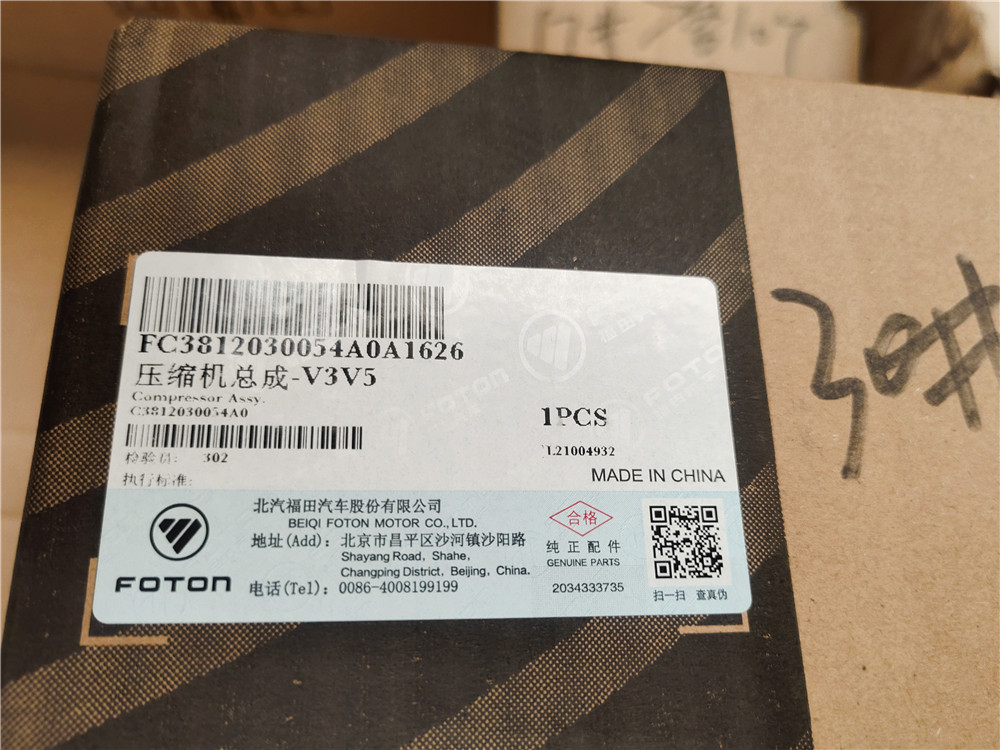 FC3812030054A0A1626
压缩机总成-V3V5
Compressor Assy.
C3812030054A0
1PCS
L21004932
检验员: 302
执行标准:
MADE IN CHINA
北汽福田汽车股份有限公司
BEIQI FOTON MOTOR CO.,LTD.
地址(Add): 北京市昌平区沙河镇沙阳路
Shayang Road, Shahe,
Changping District, Beijing, China.
电话(Tel): 0086-4008199199
FOTON
合格
纯正配件
GENUINE PARTS
2034333735
扫一扫 查真伪
30#